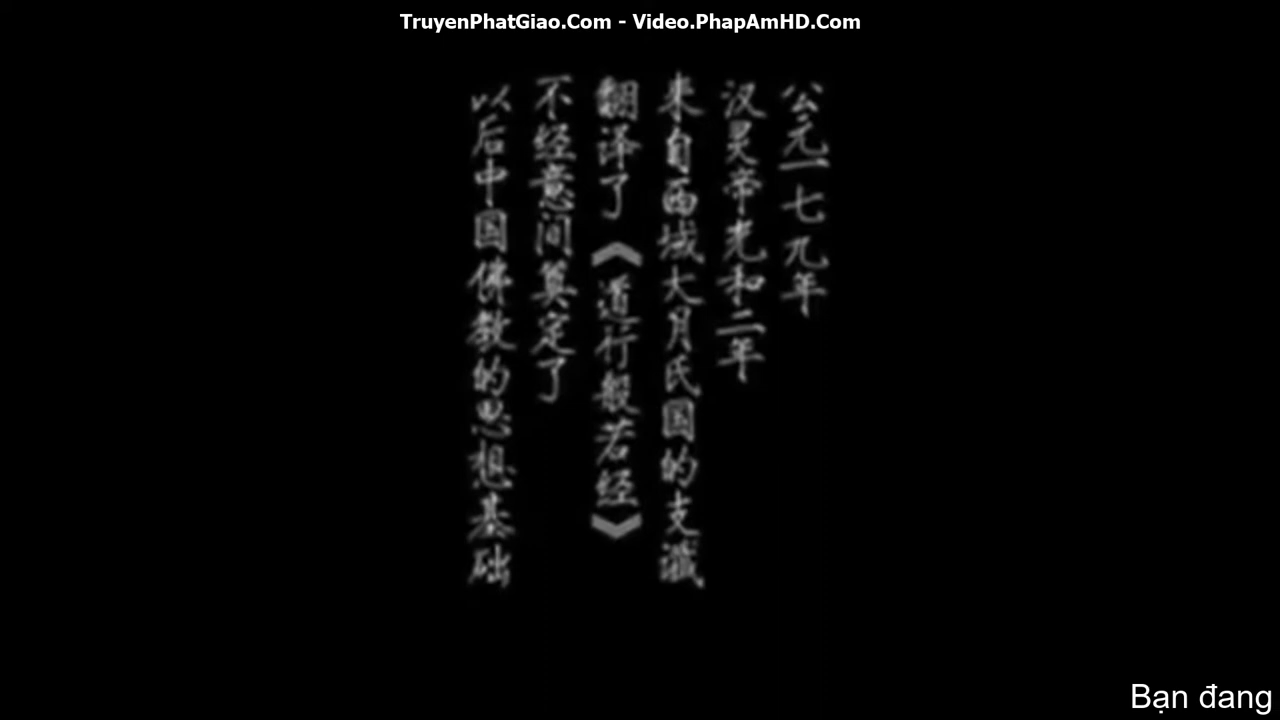 TruyenPhatGiao.Com - Video.PhapAmHD.Com
公元一七九年
汉灵帝光和二年
来自西域大月氏国的支谶
翻译了《道行般若经》
不经意间奠定了
以后中国佛教的思想基础
Bạn đang